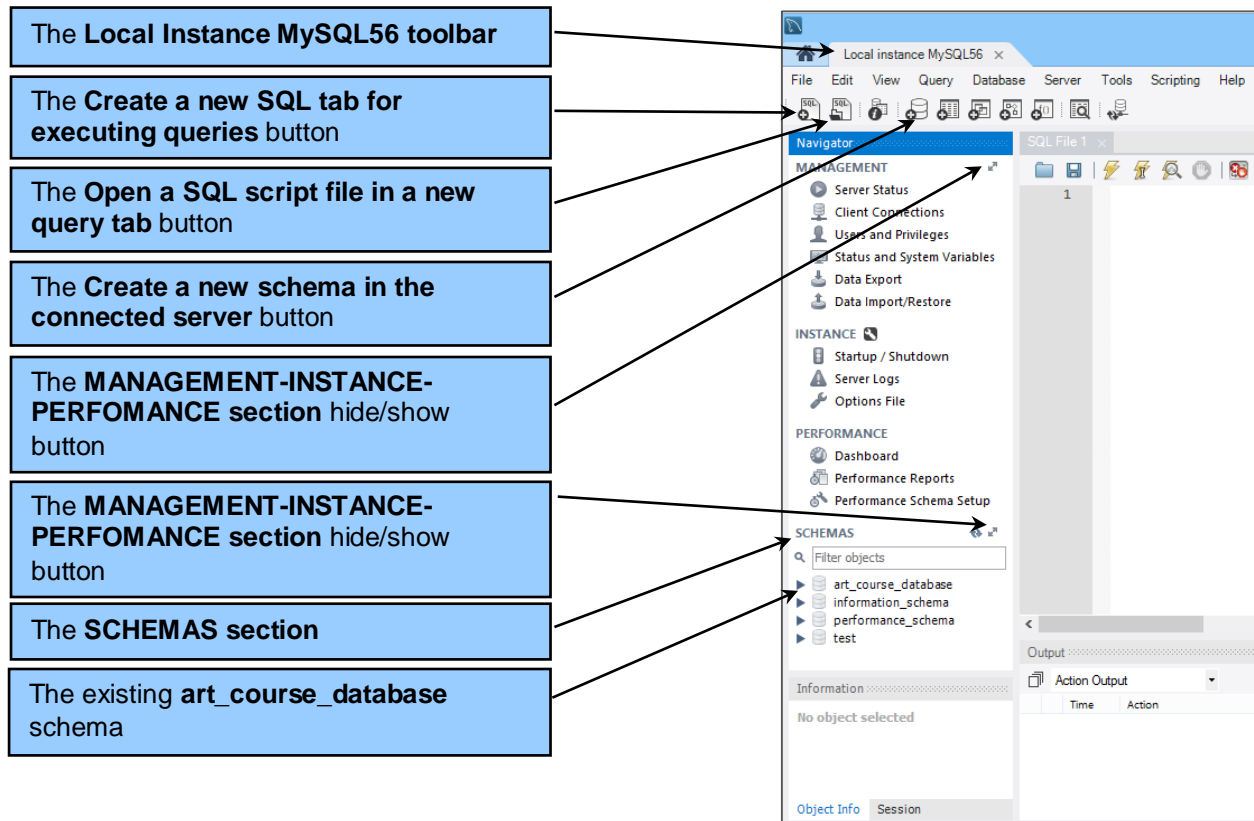 The Local Instance MySQL56 toolbar
The Create a new SQL tab for
executing queries button
The Open a SQL script file in a new
query tab button
The Create a new schema in the
connected server button
The MANAGEMENT-INSTANCE-
PERFOMANCE section hide/show
button
The MANAGEMENT-INSTANCE-
PERFOMANCE section hide/show
button
The SCHEMAS section
The existing art_course_database
schema
Local instance MySQL56
File Edit View Query Database Server Tools Scripting Help
SQL SQL
Navigator
MANAGEMENT
Server Status
Client Connections
Users and Privileges
Status and System Variables
Data Export
Data Import/Restore
INSTANCE
Startup / Shutdown
Server Logs
Options File
PERFORMANCE
Dashboard
Performance Reports
Performance Schema Setup
SCHEMAS
Filter objects
art_course_database
information_schema
performance_schema
test
Information
No object selected
Object Info Session
SQL File 1
1
Output
Action Output
Time Action